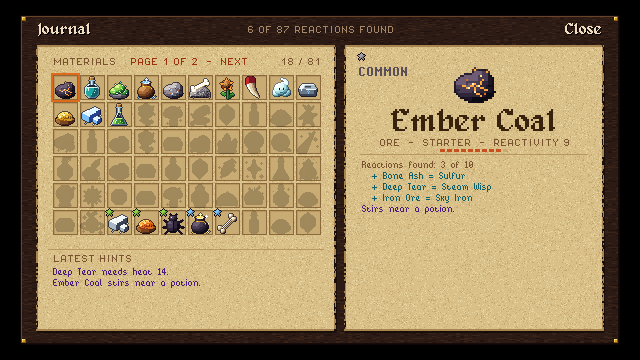 Journal
6 OF 87 REACTIONS FOUND
Close
MATERIALS PAGE 1 OF 2 - NEXT 18 / 81
LATEST HINTS
Deep Tear needs heat 14.
Ember Coal stirs near a potion.
COMMON
Ember Coal
ORE - STARTER - REACTIVITY 9
Reactions found: 3 of 10
+ Bone Ash = Sulfur
+ Deep Tear = Steam Wisp
+ Iron Ore = Sky Iron
Stirs near a potion.